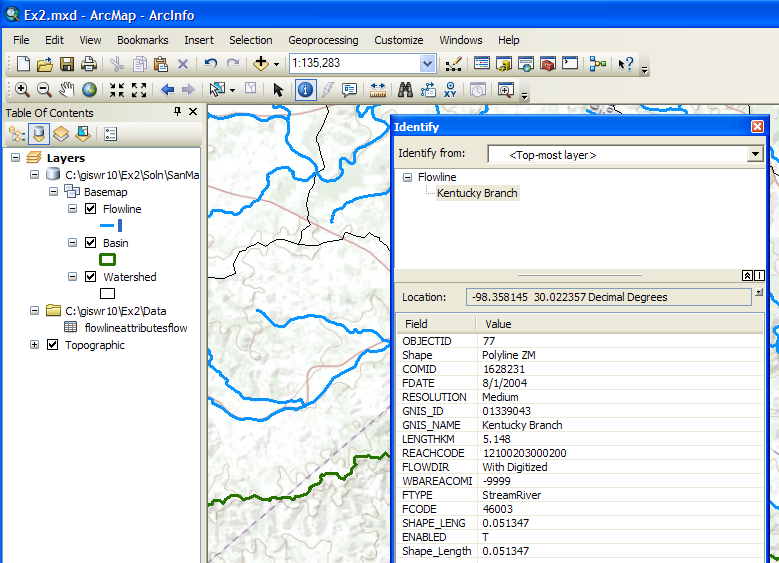 Ex2.mxd - ArcMap - ArcInfo
File Edit View Bookmarks Insert Selection Geoprocessing Customize Windows Help
1:135,283
XY
Table Of Contents
Layers
C:\giswr10\Ex2\Soln\SanMa
Basemap
Flowline
Basin
Watershed
C:\giswr10\Ex2\Data
flowlineattributesflow
Topographic
Identify
Identify from: <Top-most layer>
Flowline
Kentucky Branch
Location: -98.358145 30.022357 Decimal Degrees
Field Value
OBJECTID 77
Shape Polyline ZM
COMID 1628231
FDATE 8/1/2004
RESOLUTION Medium
GNIS_ID 01339043
GNIS_NAME Kentucky Branch
LENGTHKM 5.148
REACHCODE 12100203000200
FLOWDIR With Digitized
WBAREACOMI -9999
FTYPE StreamRiver
FCODE 46003
SHAPE_LENG 0.051347
ENABLED T
Shape_Length 0.051347